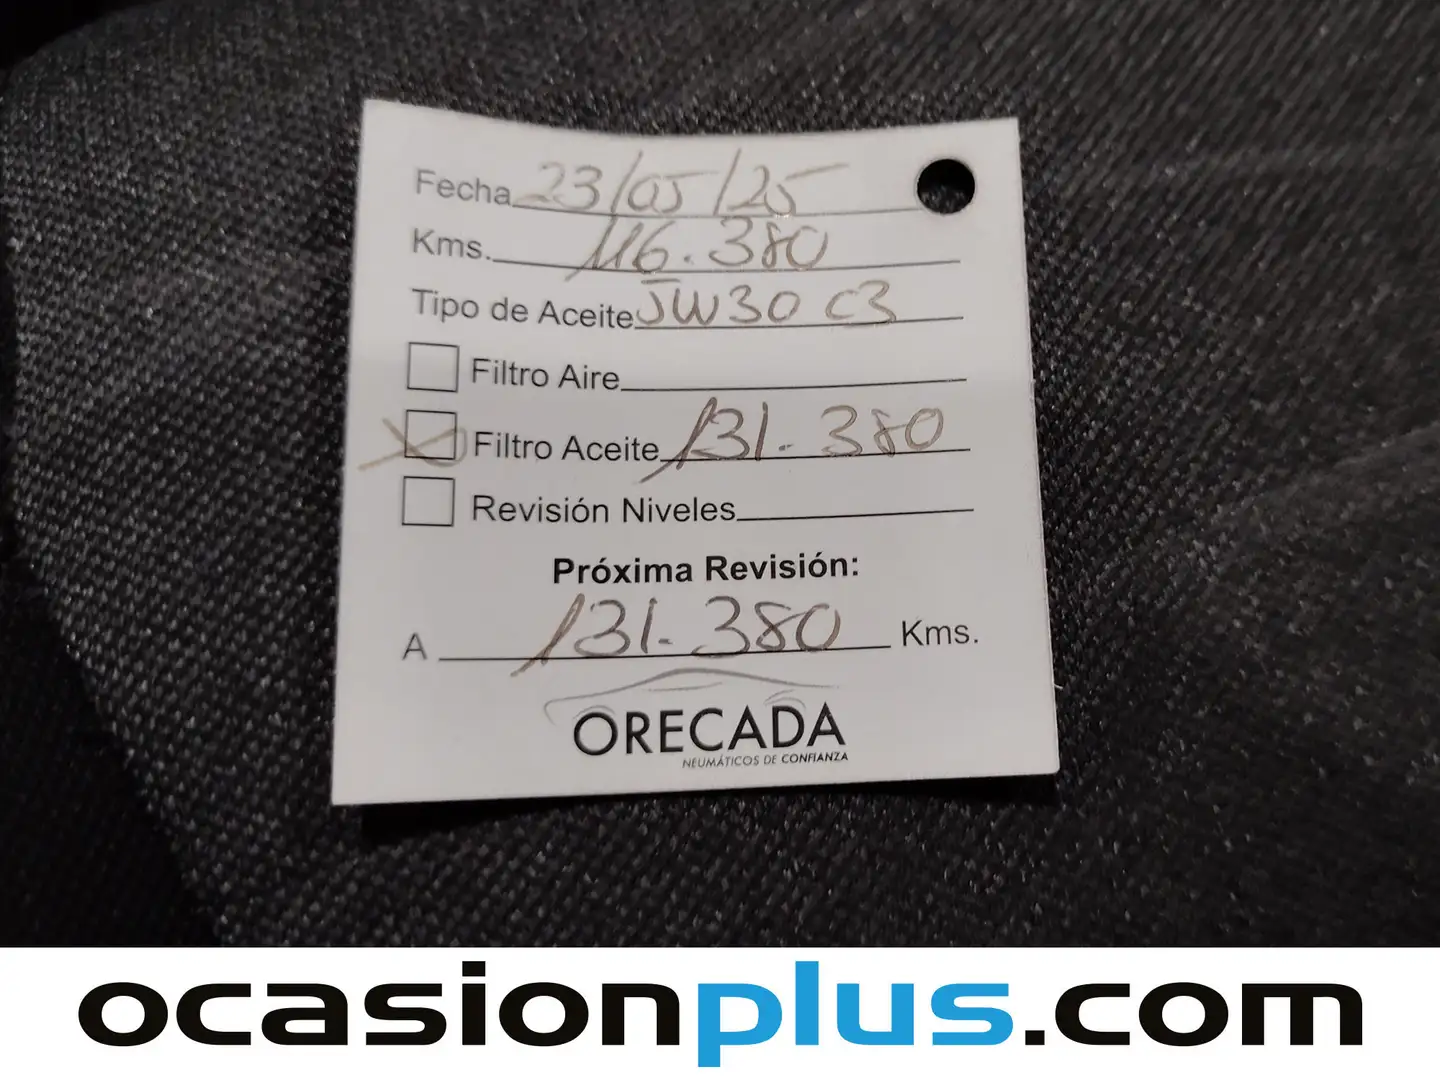 Fecha 23/05/25
Kms. 116.380
Tipo de Aceite 5W30 C3
Filtro Aire
Filtro Aceite 131.380
Revisión Niveles
Próxima Revisión:
A 131.380 Kms.
ORECADA
NEUMÁTICOS DE CONFIANZA
ocasionplus.com